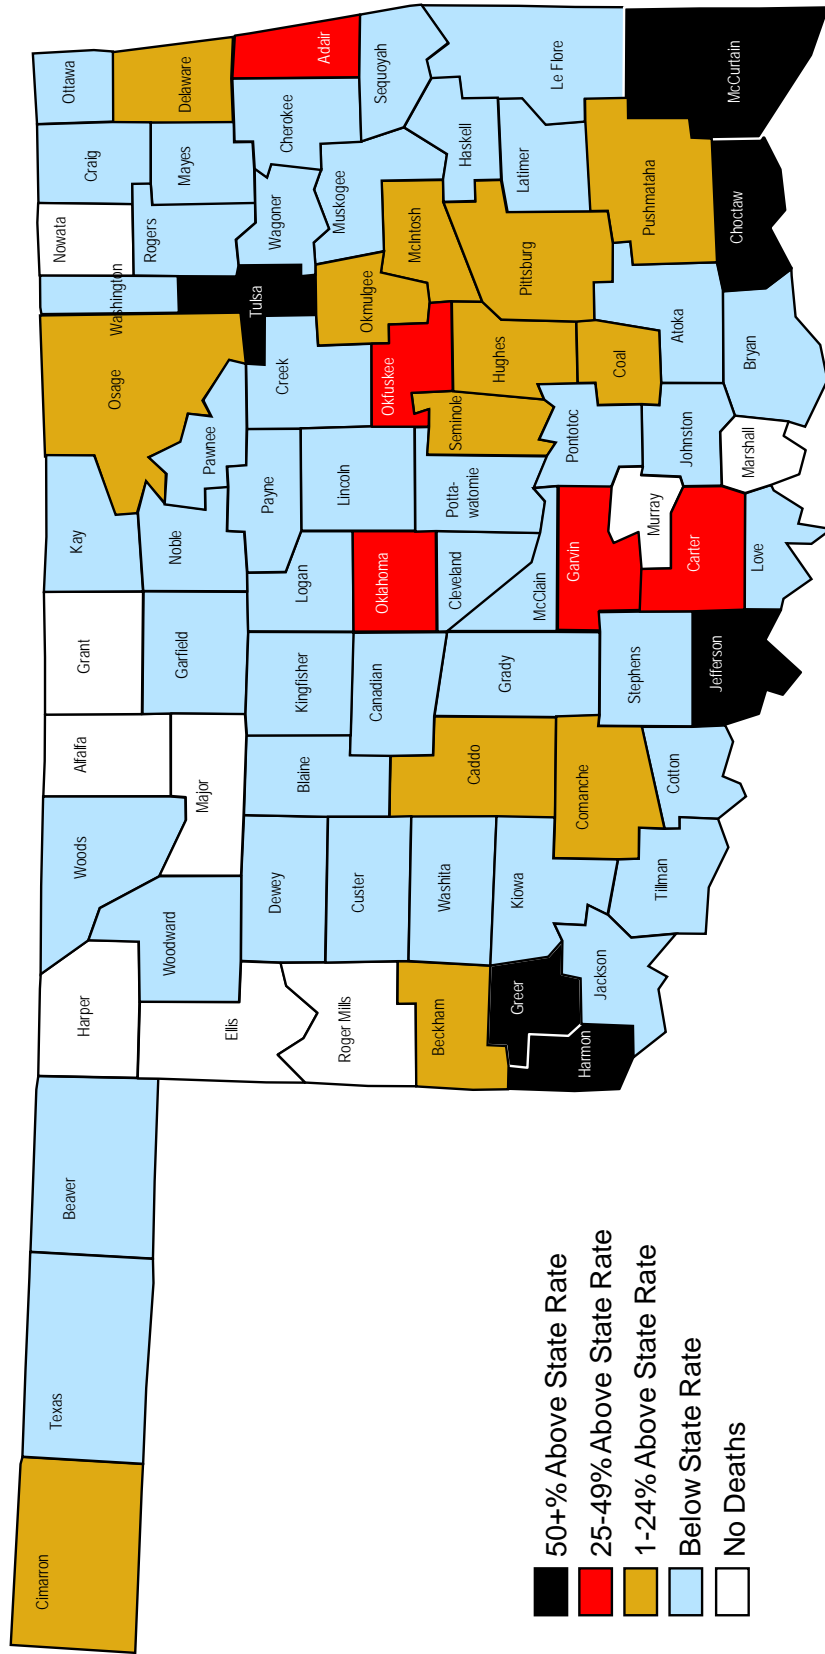 Cimarron
Texas
Beaver
Harper
Woods
Alfalfa
Grant
Kay
Osage
Washington
Nowata
Craig
Ottawa
Ellis
Woodward
Major
Garfield
Noble
Pawnee
Rogers
Mayes
Delaware
Roger Mills
Dewey
Blaine
Kingfisher
Logan
Payne
Creek
Tulsa
Wagoner
Cherokee
Adair
Beckham
Custer
Canadian
Oklahoma
Lincoln
Okfuskee
Okmulgee
Muskogee
Sequoyah
Washita
Caddo
Cleveland
Potta-
watomie
Seminole
Hughes
McIntosh
Haskell
Greer
Kiowa
Grady
McClain
Pontotoc
Pittsburg
Latimer
Le Flore
Harmon
Jackson
Comanche
Garvin
Coal
Pushmataha
McCurtain
Tillman
Cotton
Stephens
Murray
Carter
Johnston
Atoka
Choctaw
Jefferson
Love
Marshall
Bryan
50+% Above State Rate
25-49% Above State Rate
1-24% Above State Rate
Below State Rate
No Deaths